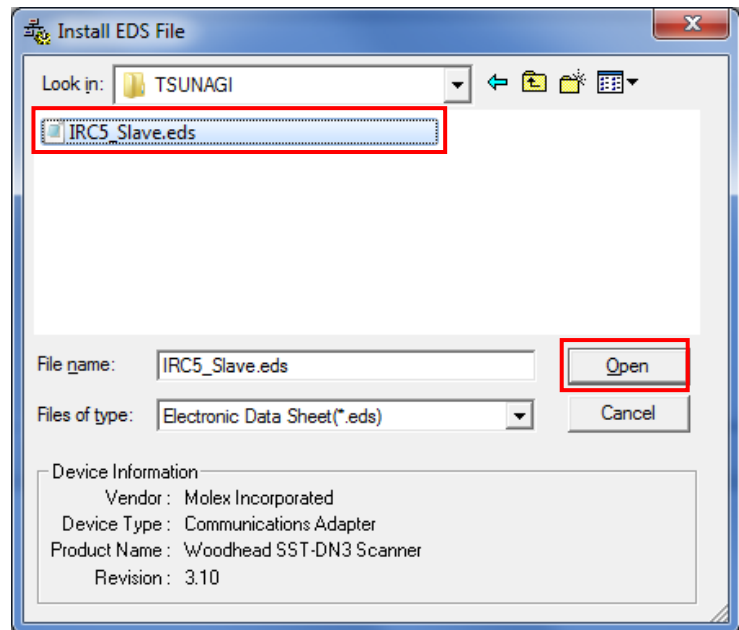 Install EDS File
Look in: TSUNAGI
IRC5_Slave.eds
File name: IRC5_Slave.eds Open
Files of type: Electronic Data Sheet(*.eds) Cancel
Device Information
Vendor : Molex Incorporated
Device Type : Communications Adapter
Product Name : Woodhead SST-DN3 Scanner
Revision : 3.10